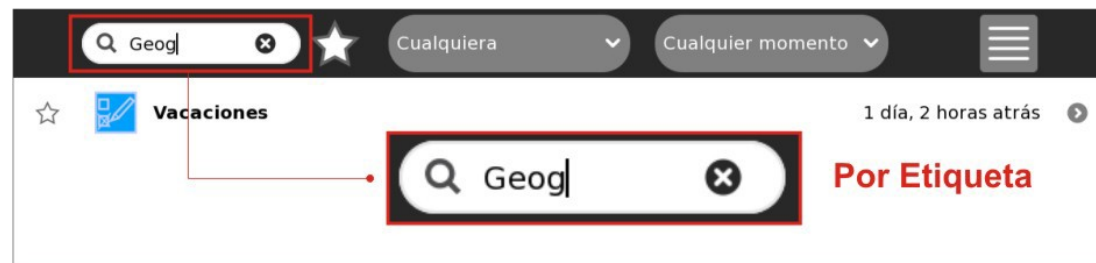 Geog
Cualquiera
Cualquier momento
Vacaciones
1 día, 2 horas atrás
Geog
Por Etiqueta